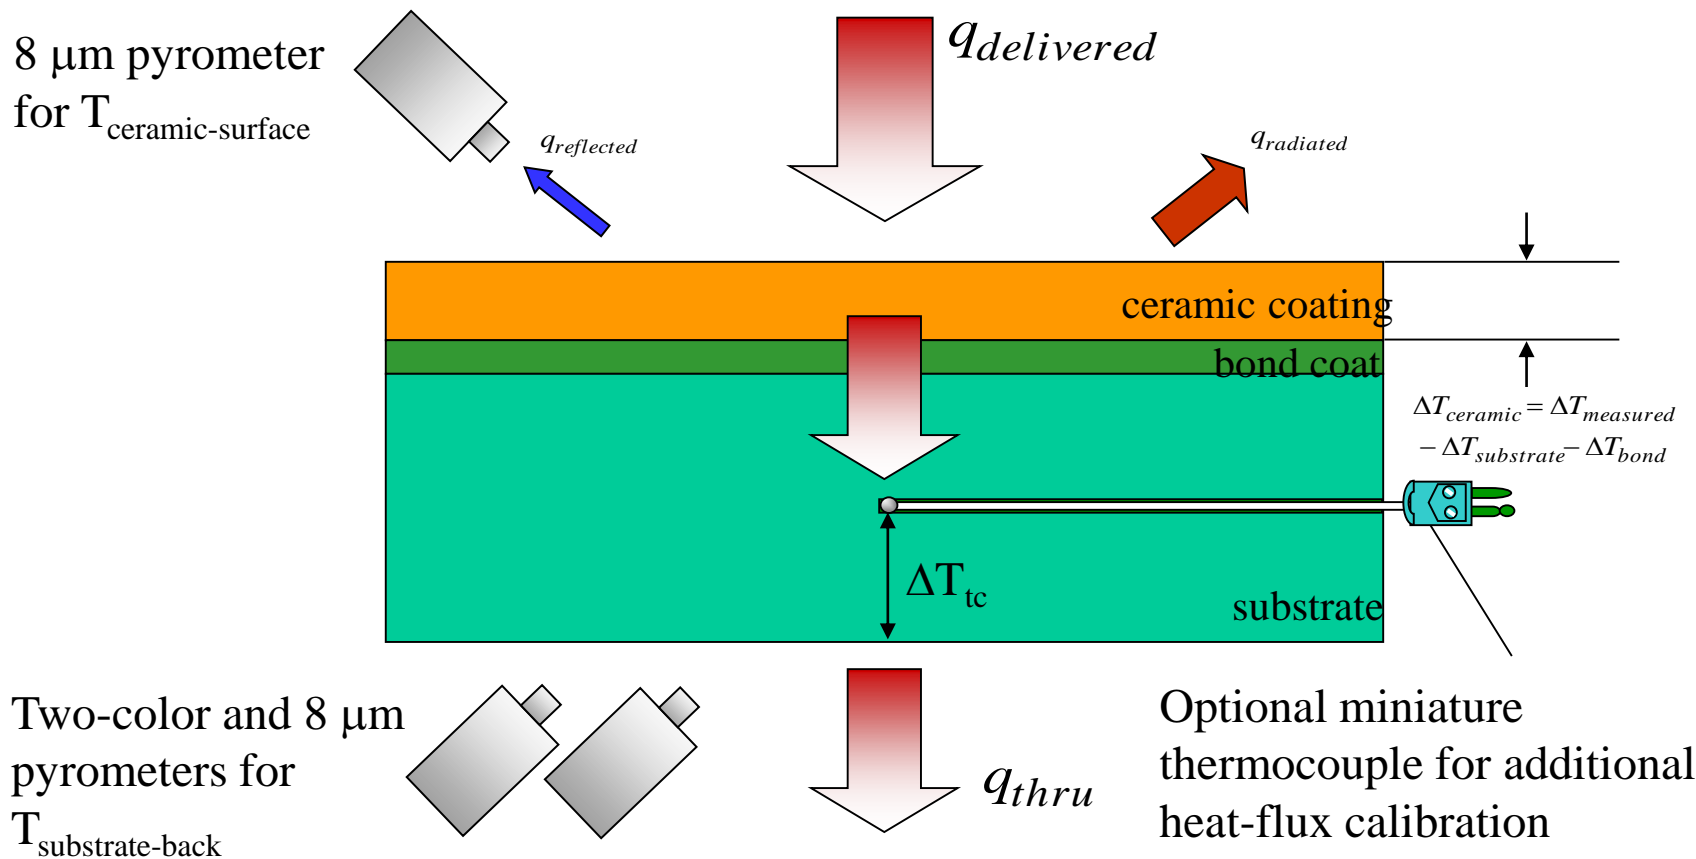 8 μm pyrometer
for T_ceramic-surface
q_delivered
q_reflected
q_radiated
ceramic coating
bond coat
ΔT_ceramic = ΔT_measured
− ΔT_substrate − ΔT_bond
ΔT_tc
substrate
Two-color and 8 μm
pyrometers for
T_substrate-back
q_thru
Optional miniature
thermocouple for additional
heat-flux calibration